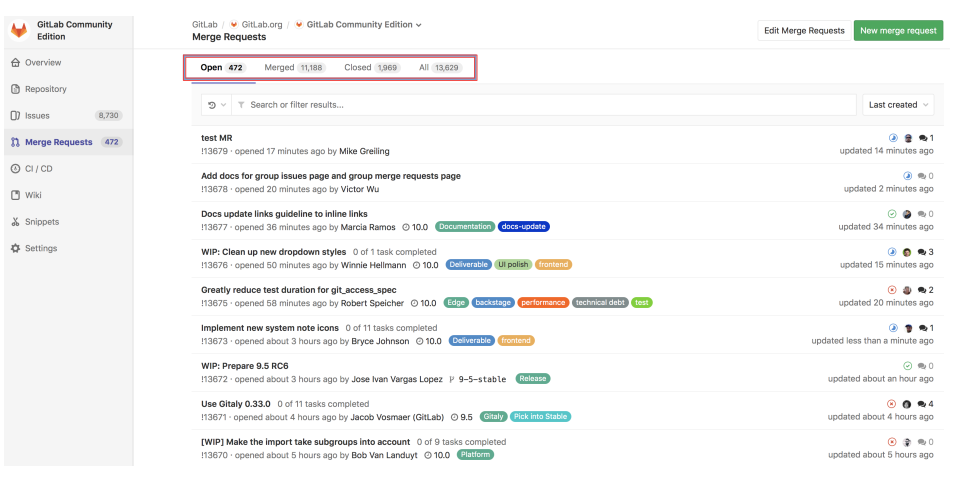 GitLab Community Edition
GitLab / GitLab.org / GitLab Community Edition
Merge Requests
Edit Merge Requests
New merge request
Overview
Repository
Issues 8,730
Merge Requests 472
CI / CD
Wiki
Snippets
Settings
Open 472 Merged 11,188 Closed 1,969 All 13,629
Search or filter results...
Last created
test MR 1
!13679 · opened 17 minutes ago by Mike Greiling updated 14 minutes ago
Add docs for group issues page and group merge requests page 0
!13678 · opened 20 minutes ago by Victor Wu updated 2 minutes ago
Docs update links guideline to inline links 0
!13677 · opened 36 minutes ago by Marcia Ramos 10.0 Documentation docs-update updated 34 minutes ago
WIP: Clean up new dropdown styles 0 of 1 task completed 3
!13676 · opened 50 minutes ago by Winnie Hellmann 10.0 Deliverable UI polish frontend updated 15 minutes ago
Greatly reduce test duration for git_access_spec 2
!13675 · opened 58 minutes ago by Robert Speicher 10.0 Edge backstage performance technical debt test updated 20 minutes ago
Implement new system note icons 0 of 11 tasks completed 1
!13673 · opened about 3 hours ago by Bryce Johnson 10.0 Deliverable frontend updated less than a minute ago
WIP: Prepare 9.5 RC6 0
!13672 · opened about 3 hours ago by Jose Ivan Vargas Lopez 9-5-stable Release updated about an hour ago
Use Gitaly 0.33.0 0 of 11 tasks completed 4
!13671 · opened about 4 hours ago by Jacob Vosmaer (GitLab) 9.5 Gitaly Pick into Stable updated about 4 hours ago
[WIP] Make the import take subgroups into account 0 of 9 tasks completed 0
!13670 · opened about 5 hours ago by Bob Van Landuyt 10.0 Platform updated about 5 hours ago